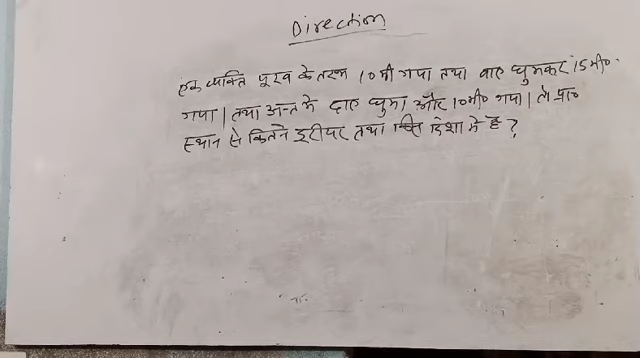 Direction
एक व्यक्ति पूरब के तरफ 10 मी गया तथा बाए घुमकर 15 मी०
गया | तथा अन्त में दाए घुमा और 10 मी० गया | तो प्रा०
स्थान से कितने दूरी पर तथा किस दिशा में है ?